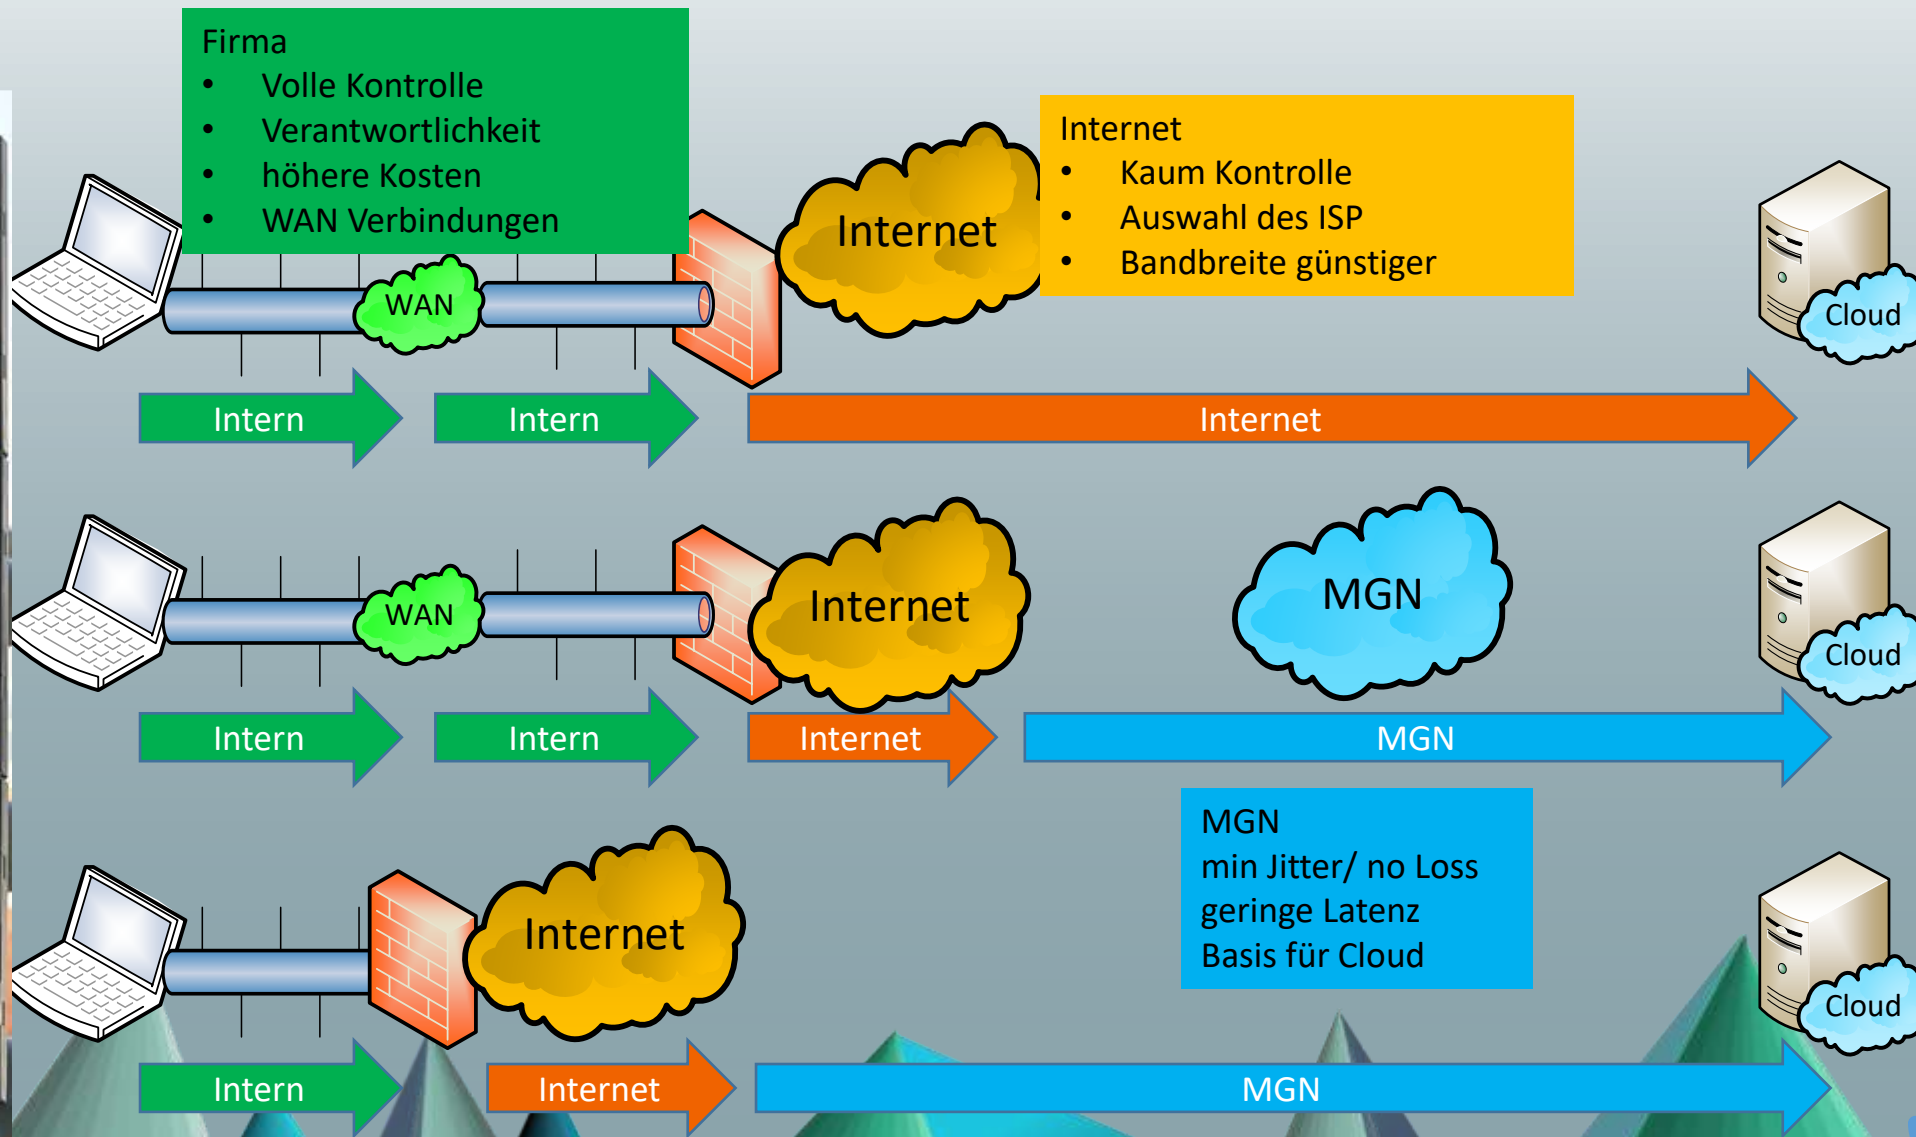 Firma
• Volle Kontrolle
• Verantwortlichkeit
• höhere Kosten
• WAN Verbindungen
Internet
• Kaum Kontrolle
• Auswahl des ISP
• Bandbreite günstiger
Internet
WAN
Cloud
Intern
Intern
Internet
WAN
Internet
MGN
Cloud
Intern
Intern
Internet
MGN
MGN
min Jitter/ no Loss
geringe Latenz
Basis für Cloud
Internet
Cloud
Intern
Internet
MGN